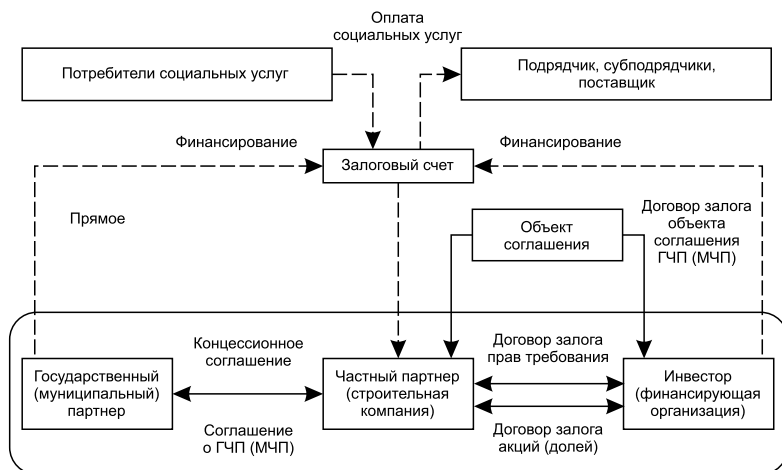 Оплата
социальных услуг
Потребители социальных услуг
Подрядчик, субподрядчики,
поставщик
Финансирование
Финансирование
Залоговый счет
Прямое
Объект
соглашения
Договор залога
объекта
соглашения
ГЧП (МЧП)
Концессионное
соглашение
Договор залога
прав требования
Государственный
(муниципальный)
партнер
Частный партнер
(строительная
компания)
Инвестор
(финансирующая
организация)
Соглашение
о ГЧП (МЧП)
Договор залога
акций (долей)